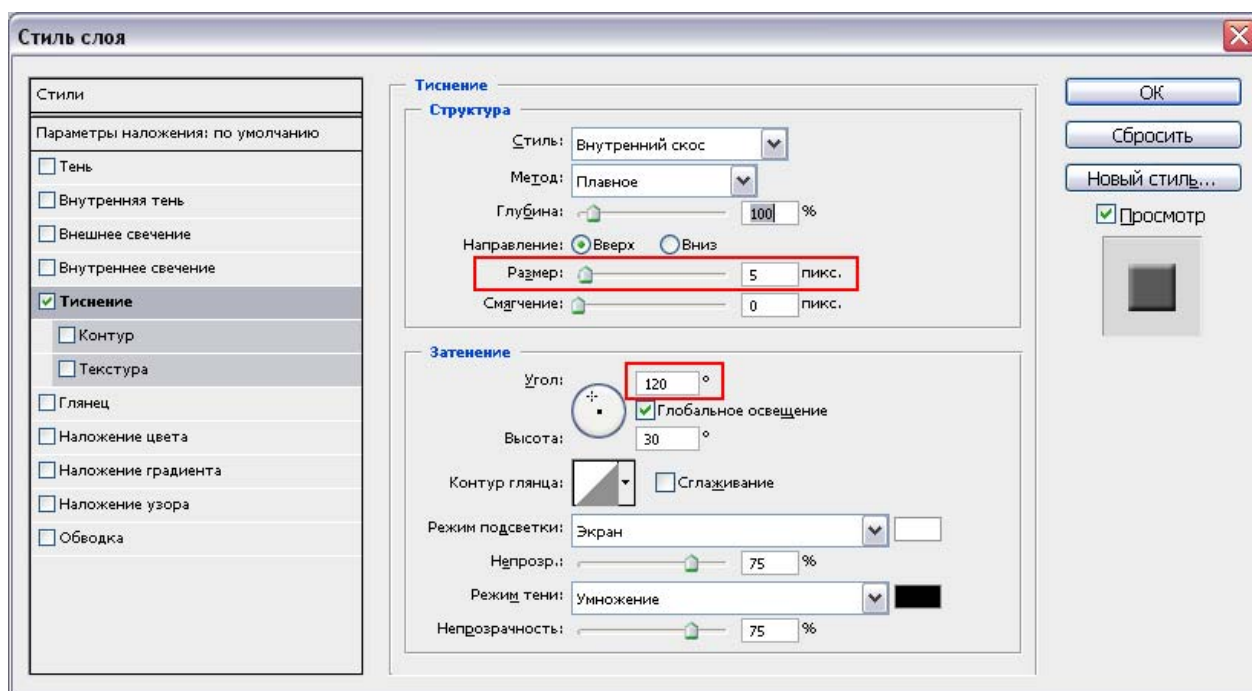 Стиль слоя
Стили
Параметры наложения: по умолчанию
Тень
Внутренняя тень
Внешнее свечение
Внутреннее свечение
Тиснение
Контур
Текстура
Глянец
Наложение цвета
Наложение градиента
Наложение узора
Обводка
Тиснение
Структура
Стиль: Внутренний скос
Метод: Плавное
Глубина: 100 %
Направление: Вверх Вниз
Размер: 5 пикс.
Смягчение: 0 пикс.
Затенение
Угол: 120 °
Глобальное освещение
Высота: 30 °
Контур глянца: Сглаживание
Режим подсветки: Экран
Непрозр.: 75 %
Режим тени: Умножение
Непрозрачность: 75 %
ОК
Сбросить
Новый стиль...
Просмотр